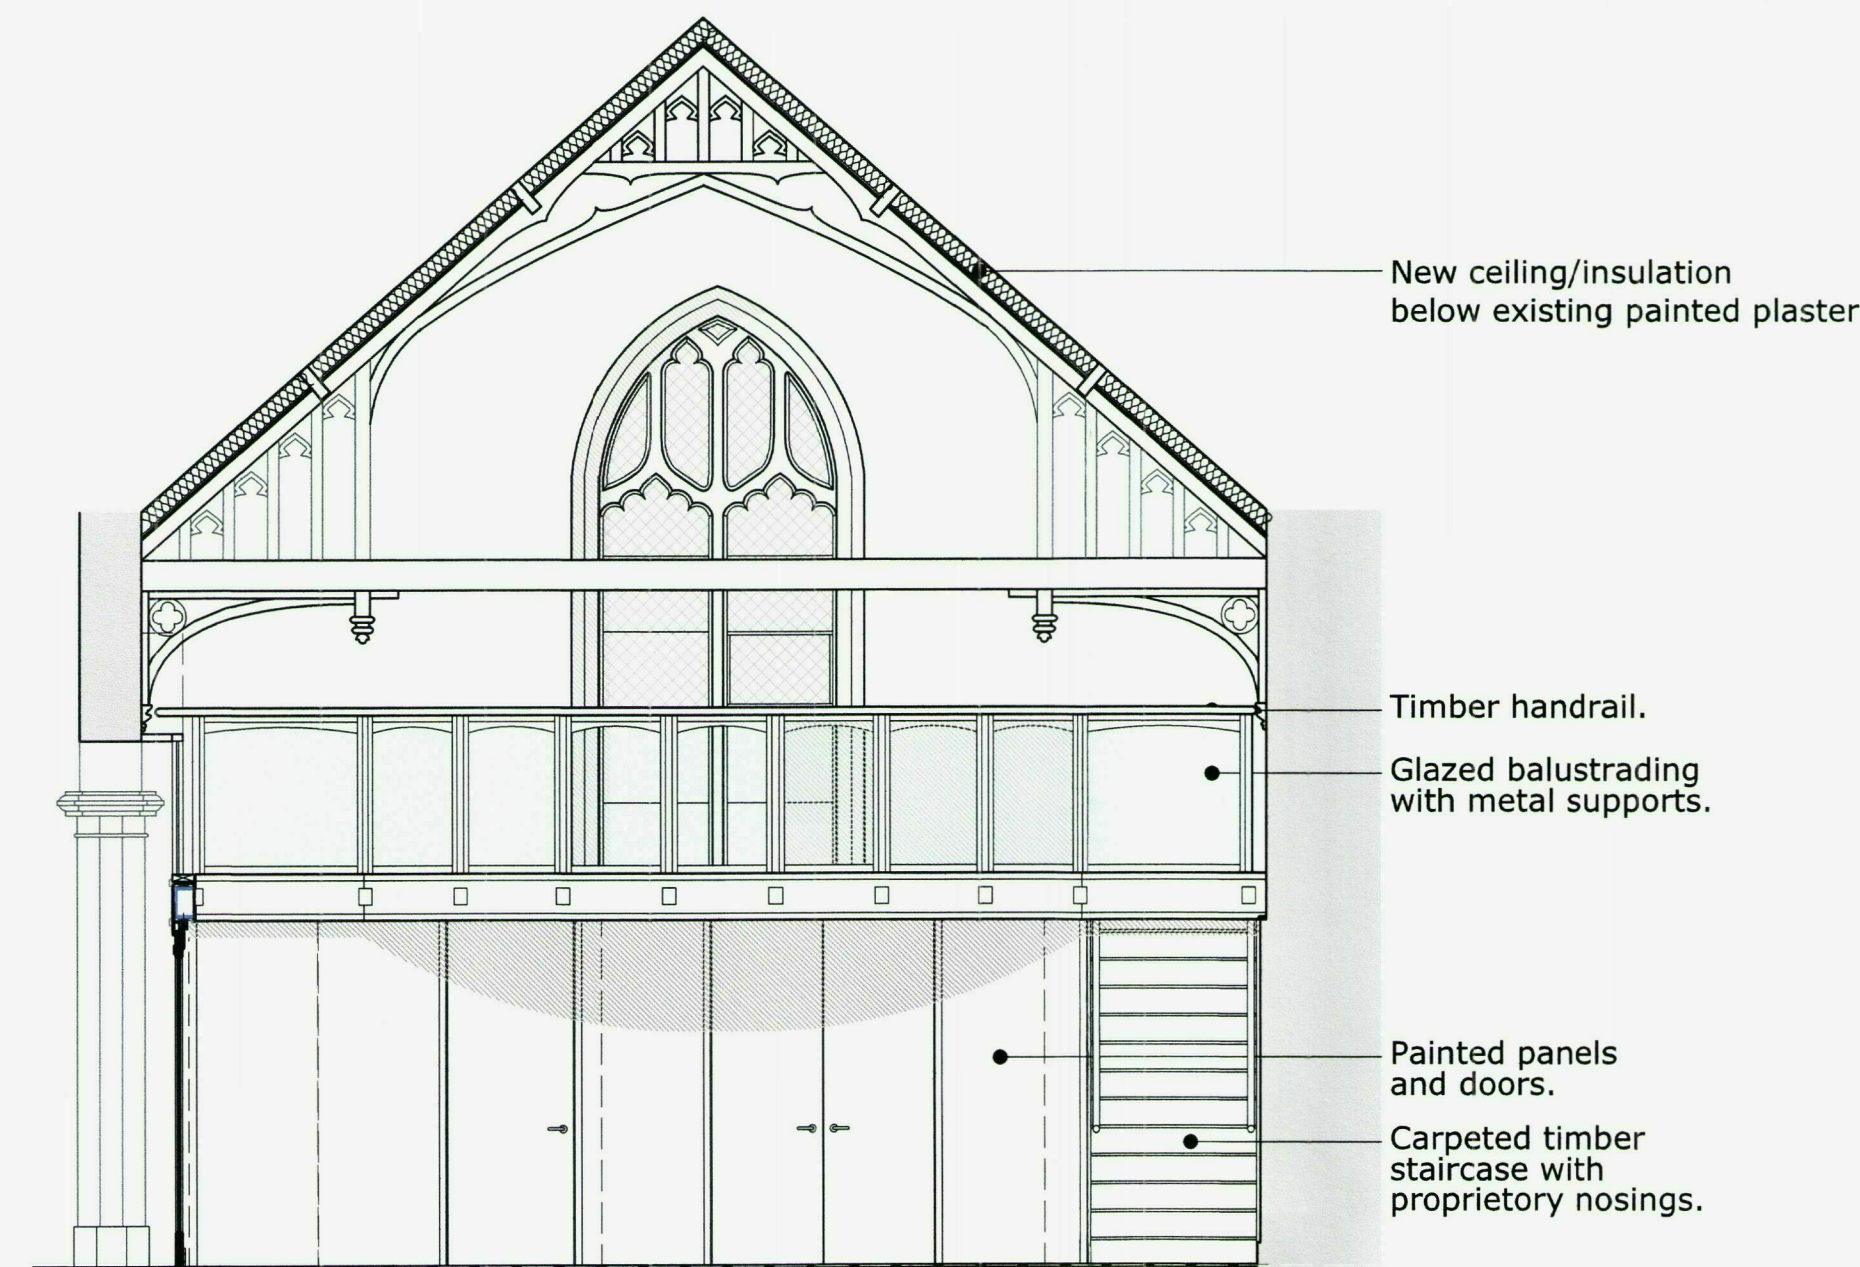 New ceiling/insulation
below existing painted plaster
Timber handrail.
Glazed balustrading
with metal supports.
Painted panels
and doors.
Carpeted timber
staircase with
proprietory nosings.